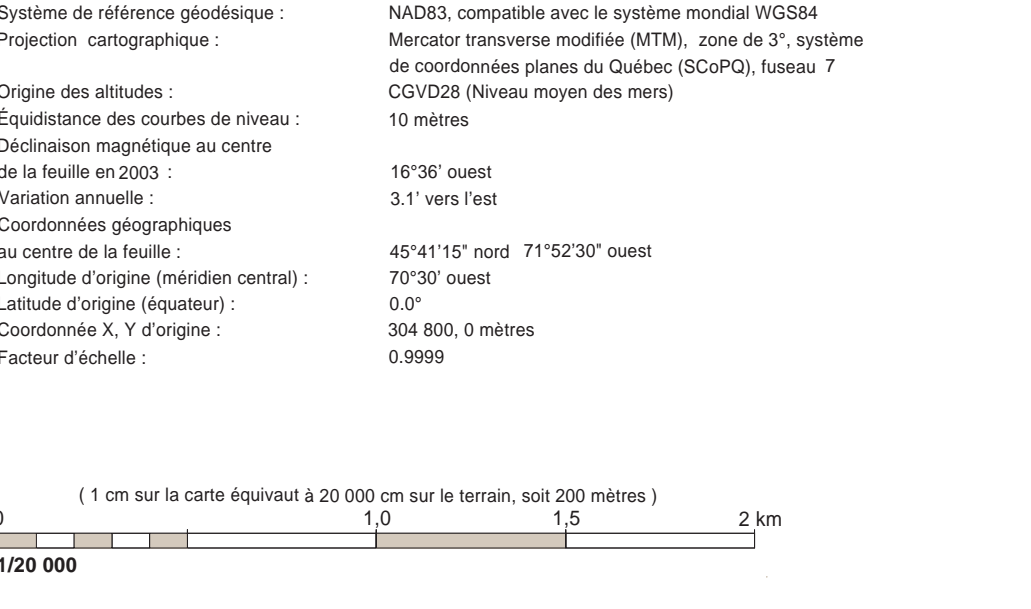 Système de référence géodésique : NAD83, compatible avec le système mondial WGS84
Projection cartographique : Mercator transverse modifiée (MTM), zone de 3°, système
de coordonnées planes du Québec (SCoPQ), fuseau 7
Origine des altitudes : CGVD28 (Niveau moyen des mers)
Équidistance des courbes de niveau : 10 mètres
Déclinaison magnétique au centre
de la feuille en 2003 : 16°36’ ouest
Variation annuelle : 3.1’ vers l’est
Coordonnées géographiques
au centre de la feuille : 45°41’15" nord 71°52’30" ouest
Longitude d’origine (méridien central) : 70°30’ ouest
Latitude d’origine (équateur) : 0.0°
Coordonnée X, Y d’origine : 304 800, 0 mètres
Facteur d’échelle : 0.9999
( 1 cm sur la carte équivaut à 20 000 cm sur le terrain, soit 200 mètres )
0 1,0 1,5 2 km
1/20 000